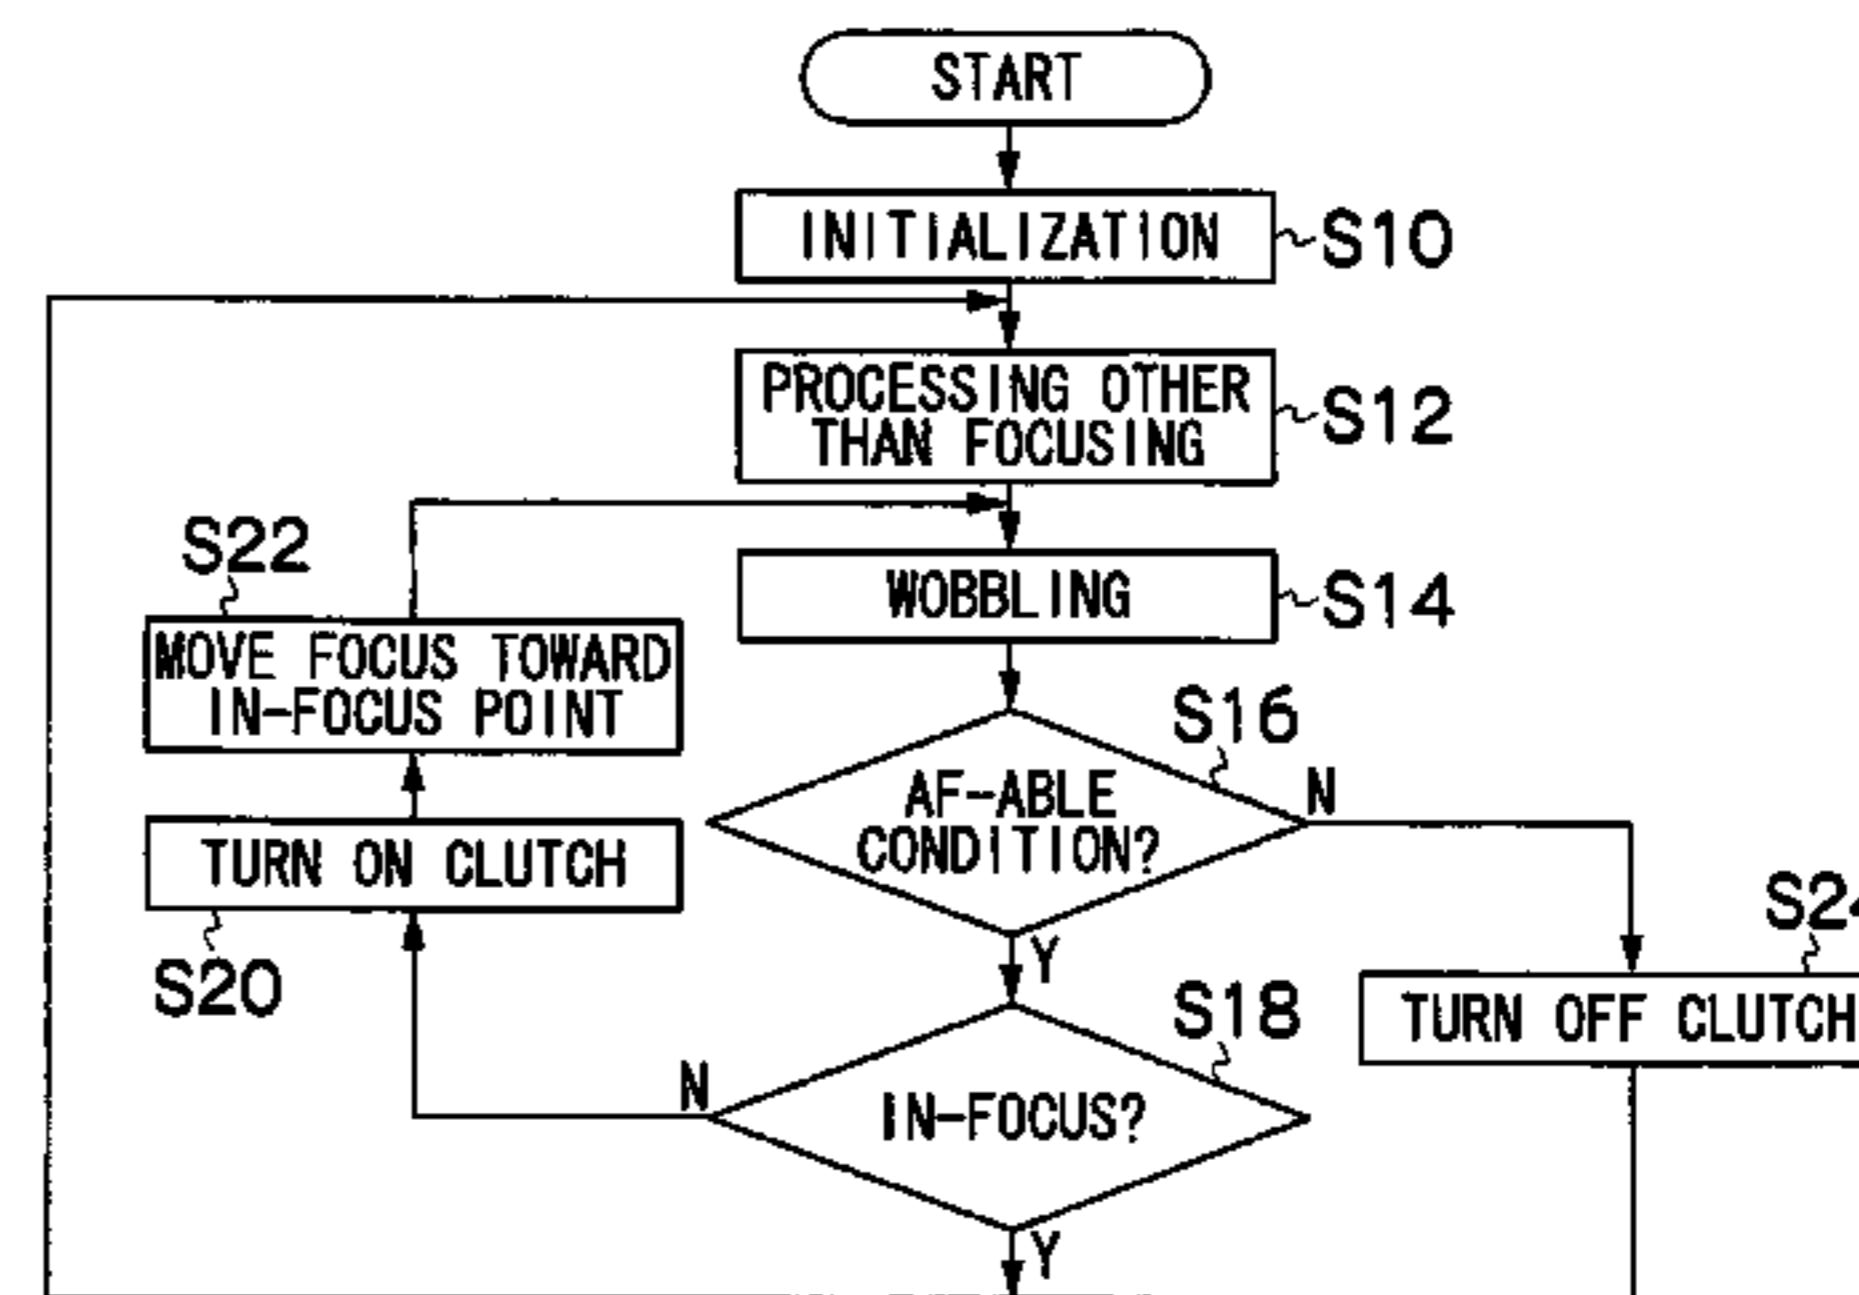 START
INITIALIZATION
S10
PROCESSING OTHER
THAN FOCUSING
S12
S22
WOBBLING
S14
MOVE FOCUS TOWARD
IN-FOCUS POINT
S16
AF-ABLE
CONDITION?
N
TURN ON CLUTCH
S20
Y
S24
TURN OFF CLUTCH
S18
IN-FOCUS?
N
Y